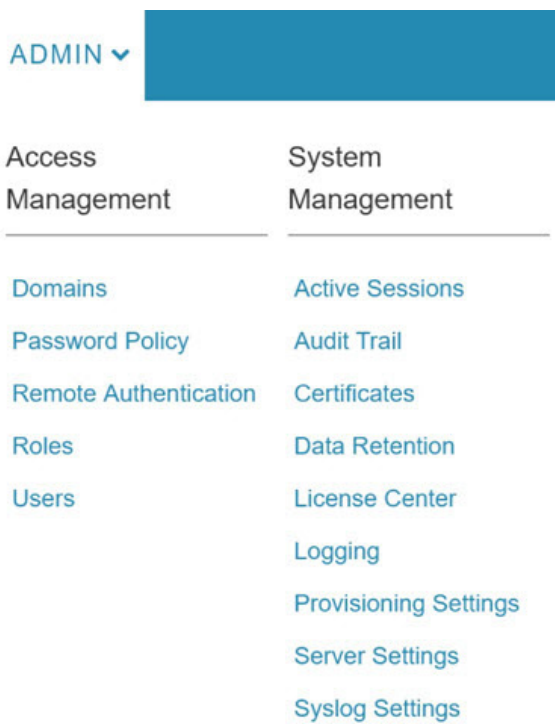 ADMIN
Access
Management
Domains
Password Policy
Remote Authentication
Roles
Users
System
Management
Active Sessions
Audit Trail
Certificates
Data Retention
License Center
Logging
Provisioning Settings
Server Settings
Syslog Settings